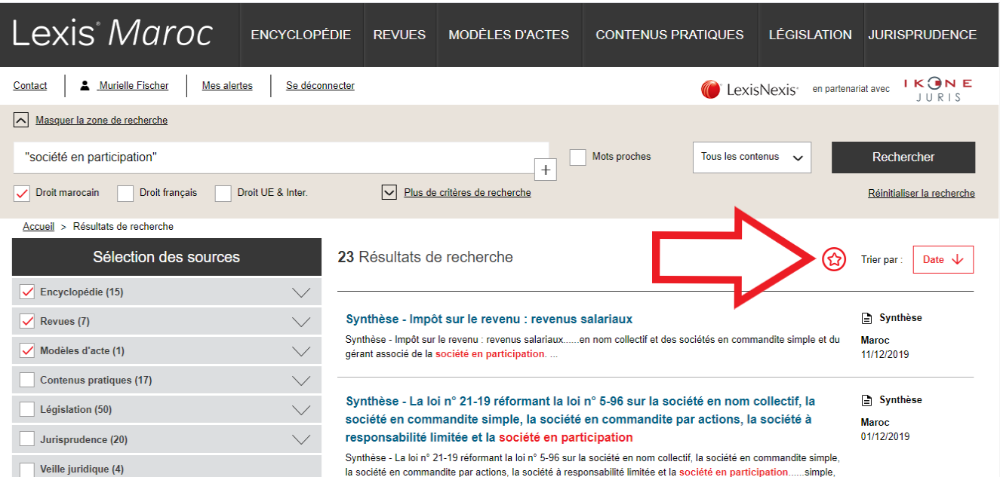 Lexis® Maroc
ENCYCLOPÉDIE
REVUES
MODÈLES D'ACTES
CONTENUS PRATIQUES
LÉGISLATION
JURISPRUDENCE
Contact
Murielle Fischer
Mes alertes
Se déconnecter
LexisNexis®
en partenariat avec
IKONE
JURIS
Masquer la zone de recherche
"société en participation"
+
Mots proches
Tous les contenus
Rechercher
Droit marocain
Droit français
Droit UE & Inter.
Plus de critères de recherche
Réinitialiser la recherche
Accueil > Résultats de recherche
Sélection des sources
Encyclopédie (15)
Revues (7)
Modèles d'acte (1)
Contenus pratiques (17)
Législation (50)
Jurisprudence (20)
Veille juridique (4)
23 Résultats de recherche
Trier par :
Date
Synthèse - Impôt sur le revenu : revenus salariaux
Synthèse - Impôt sur le revenu : revenus salariaux......en nom collectif et des sociétés en commandite simple et du
gérant associé de la société en participation. ...
Synthèse
Maroc
11/12/2019
Synthèse - La loi n° 21-19 réformant la loi n° 5-96 sur la société en nom collectif, la
société en commandite simple, la société en commandite par actions, la société à
responsabilité limitée et la société en participation
Synthèse - La loi n° 21-19 réformant la loi n° 5-96 sur la société en nom collectif, la société en commandite simple,
la société en commandite par actions, la société à responsabilité limitée et la société en participation......simple,
Synthèse
Maroc
01/12/2019